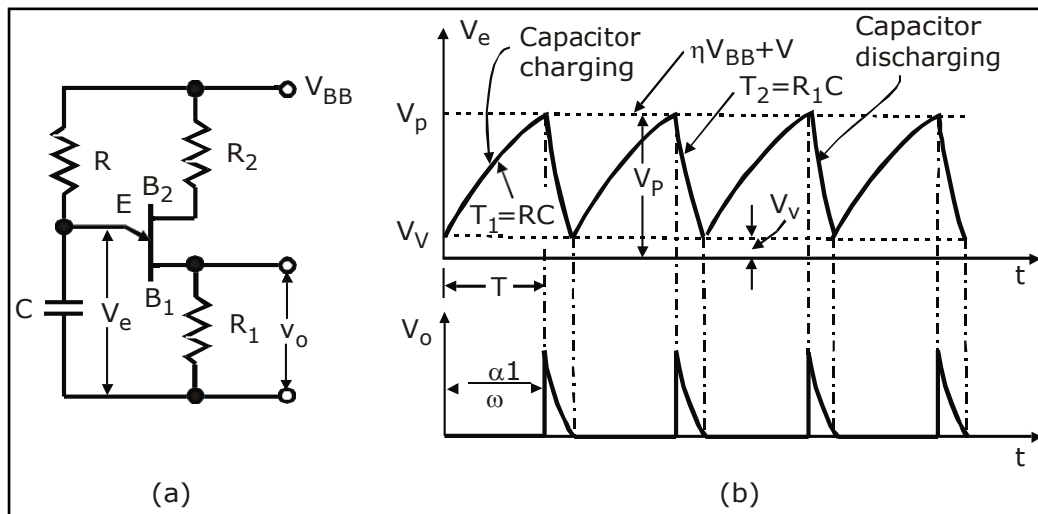 V_BB
R
R_2
B_2
E
B_1
C
V_e
R_1
v_o
(a)
V_e
Capacitor
charging
ηV_BB+V
Capacitor
discharging
T_2=R_1C
V_p
V_P
T_1=RC
V_v
V_V
t
T
V_o
α1
ω
t
(b)